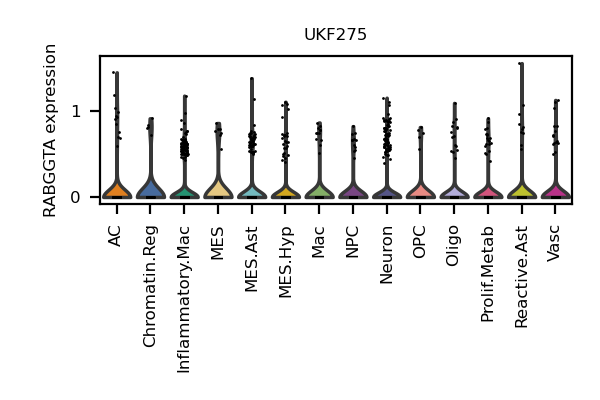 UKF275
RABGGTA expression
1
0
AC
Chromatin.Reg
Inflammatory.Mac
MES
MES.Ast
MES.Hyp
Mac
NPC
Neuron
OPC
Oligo
Prolif.Metab
Reactive.Ast
Vasc